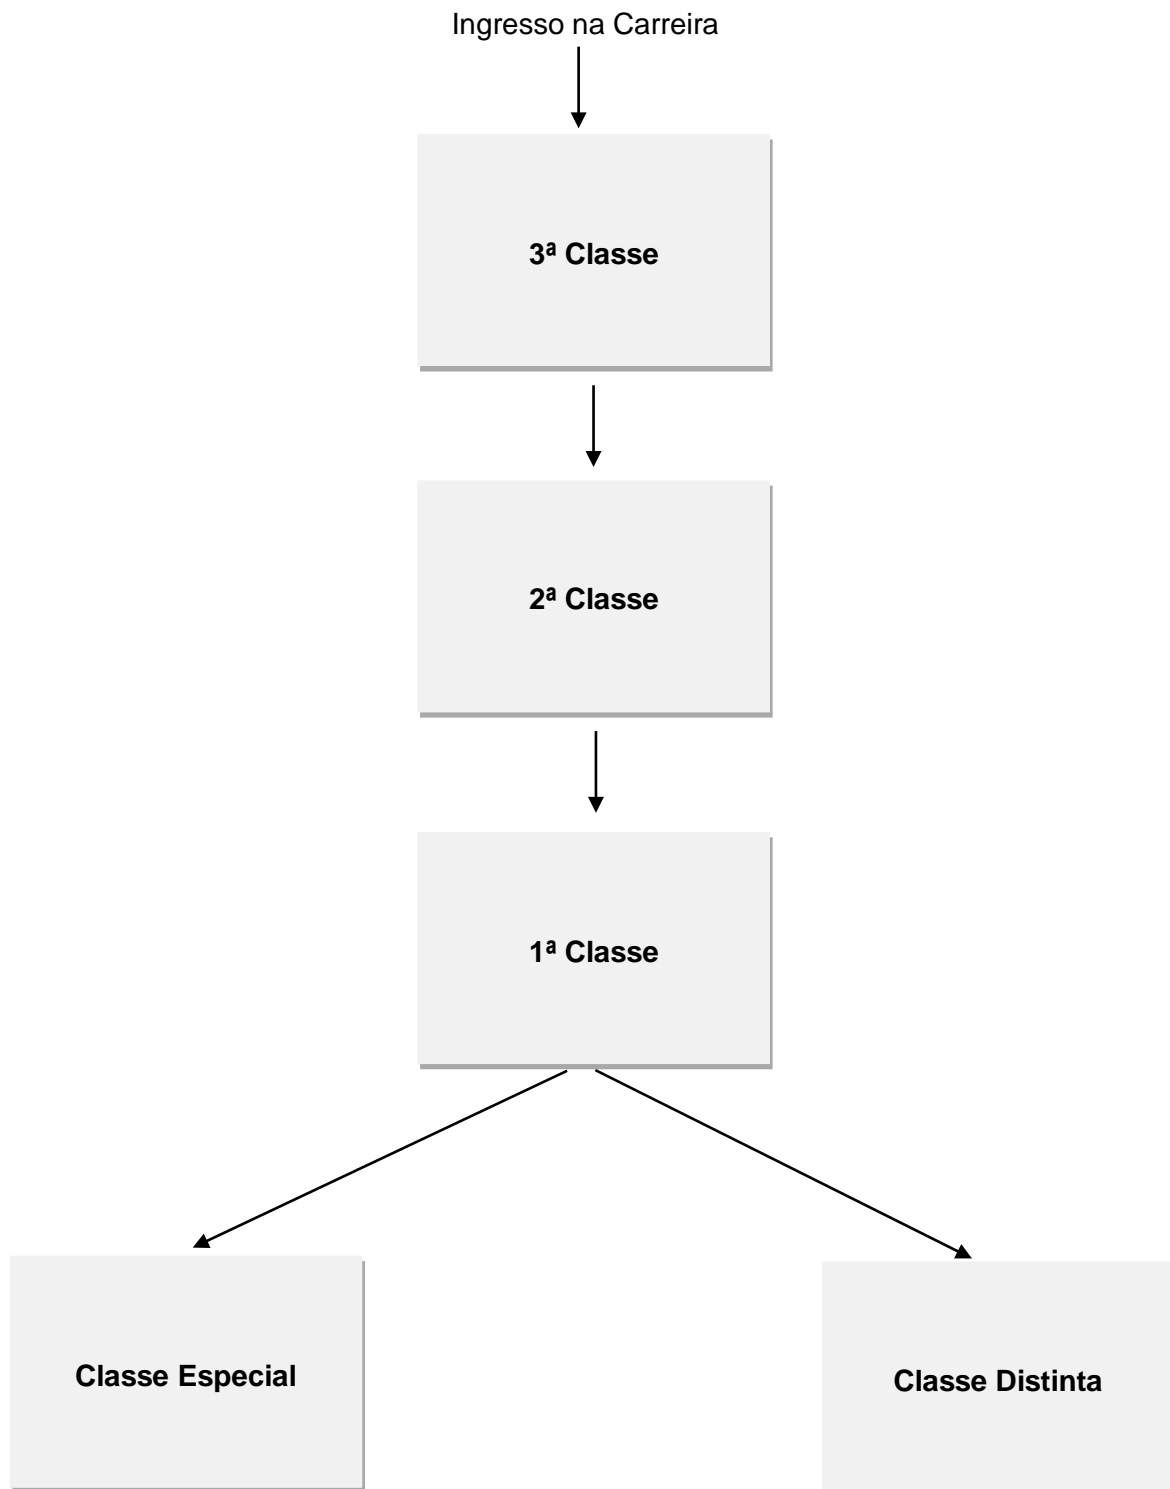 Ingresso na Carreira
3ª Classe
2ª Classe
1ª Classe
Classe Especial
Classe Distinta